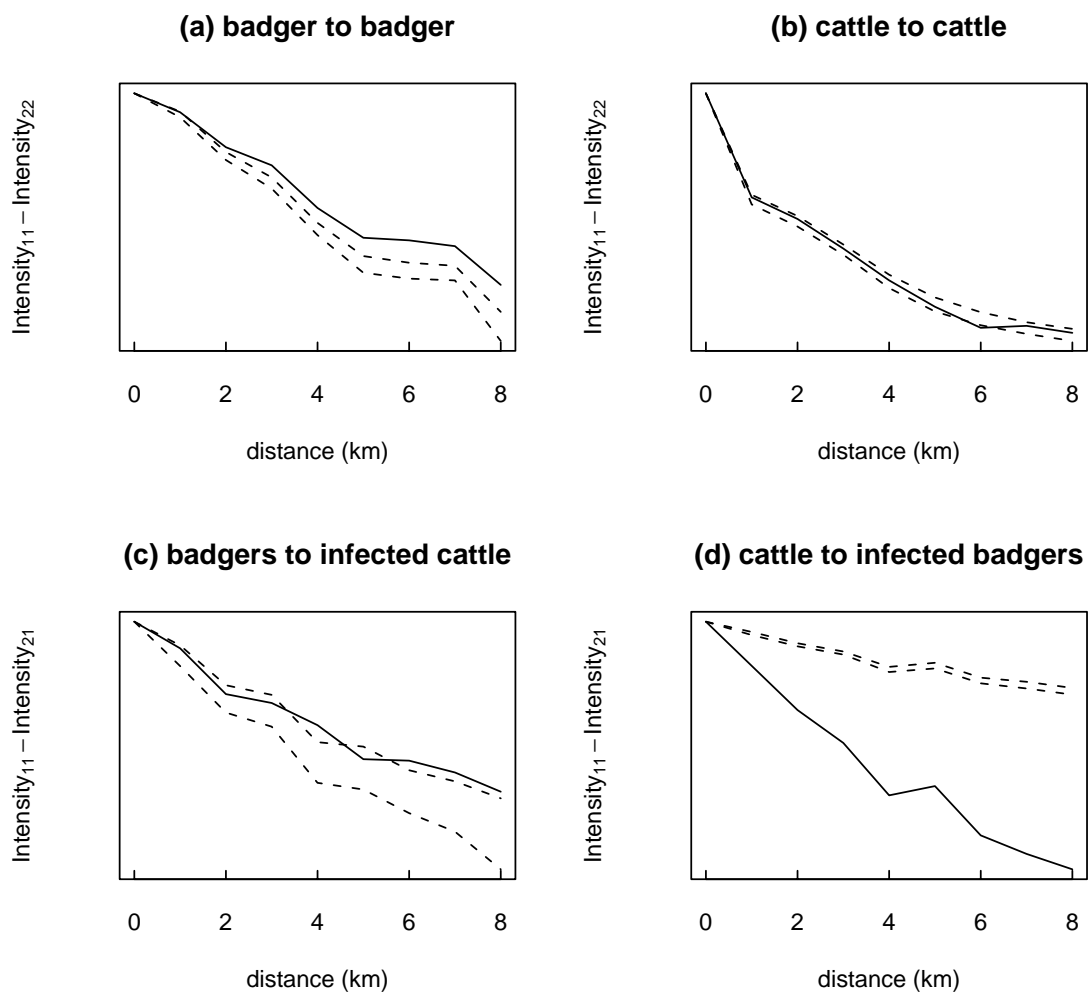 (a) badger to badger
Intensity₁₁ − Intensity₂₂
0 2 4 6 8
distance (km)
(b) cattle to cattle
Intensity₁₁ − Intensity₂₂
0 2 4 6 8
distance (km)
(c) badgers to infected cattle
Intensity₁₁ − Intensity₂₁
0 2 4 6 8
distance (km)
(d) cattle to infected badgers
Intensity₁₁ − Intensity₂₁
0 2 4 6 8
distance (km)